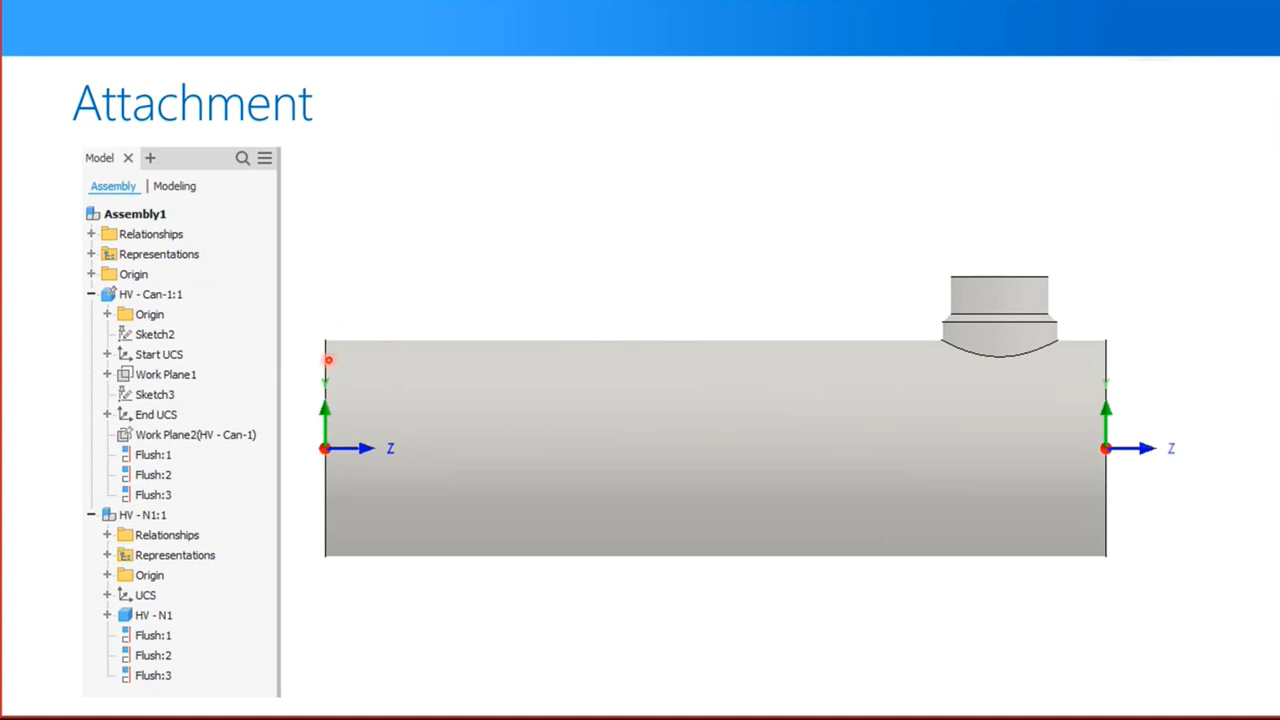 Attachment
Model
Assembly | Modeling
Assembly1
Relationships
Representations
Origin
HV - Can-1:1
Origin
Sketch2
Start UCS
Work Plane1
Sketch3
End UCS
Work Plane2(HV - Can-1)
Flush:1
Flush:2
Flush:3
HV - N1:1
Relationships
Representations
Origin
UCS
HV - N1
Flush:1
Flush:2
Flush:3
Y
Z
Y
Z